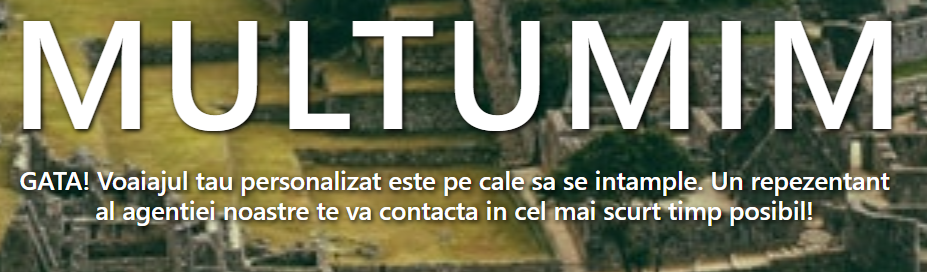 MULTUMIM
GATA! Voaiajul tau personalizat este pe cale sa se intample. Un repezentant
al agentiei noastre te va contacta in cel mai scurt timp posibil!